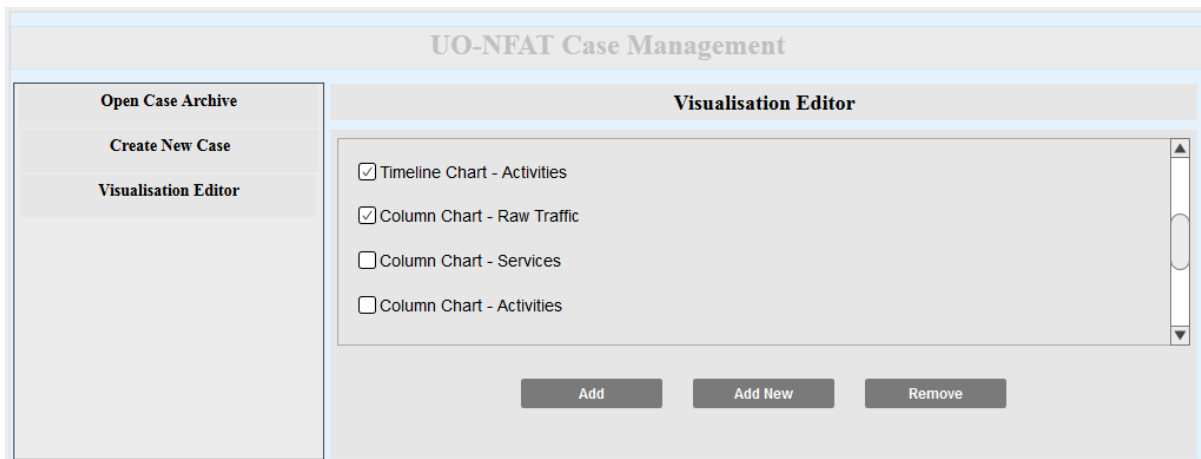 UO-NFAT Case Management
Open Case Archive
Create New Case
Visualisation Editor
Visualisation Editor
Timeline Chart - Activities
Column Chart - Raw Traffic
Column Chart - Services
Column Chart - Activities
Add
Add New
Remove